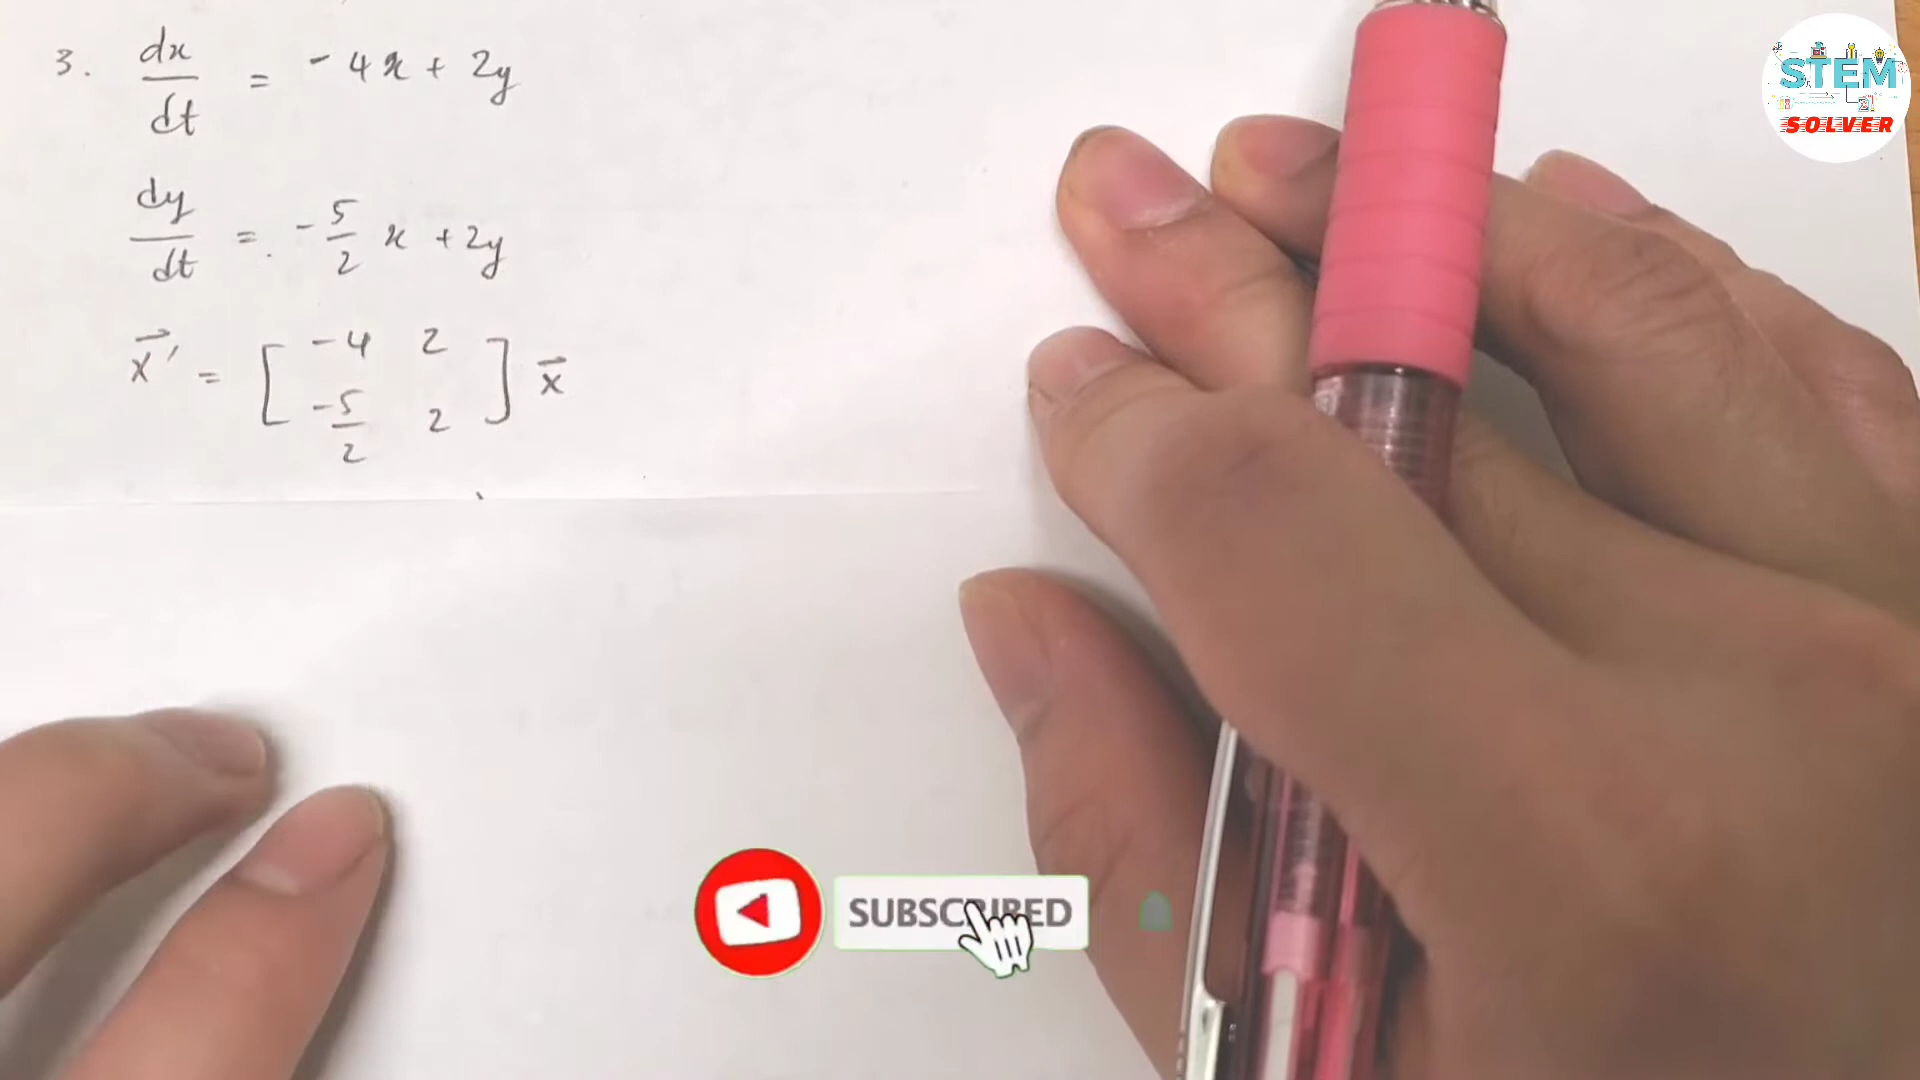 3. dx/dt = -4x + 2y
dy/dt = -5/2 x + 2y
x⃗' = [ -4 2 ; -5/2 2 ] x⃗
STEM
SOLVER
SUBSCRIBED